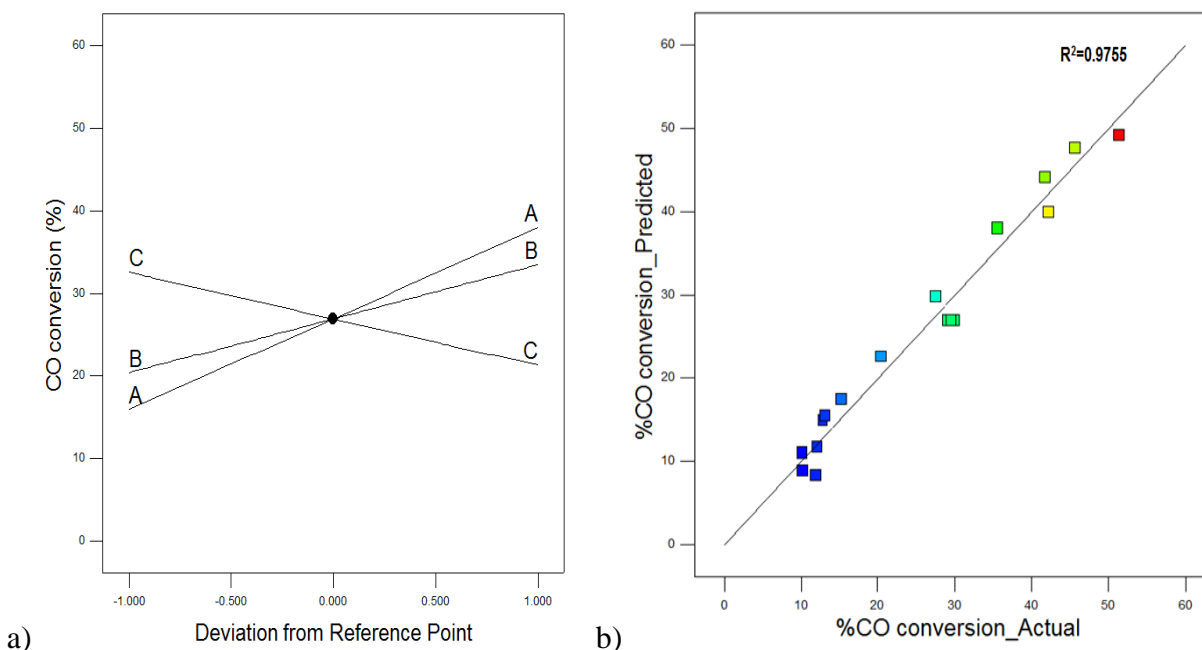 60
50
40
30
20
10
0
CO conversion (%)
C
B
A
A
B
C
-1.000
-0.500
0.000
0.500
1.000
Deviation from Reference Point
a)
R²=0.9755
60
50
40
30
20
10
0
%CO conversion_Predicted
0
10
20
30
40
50
60
%CO conversion_Actual
b)